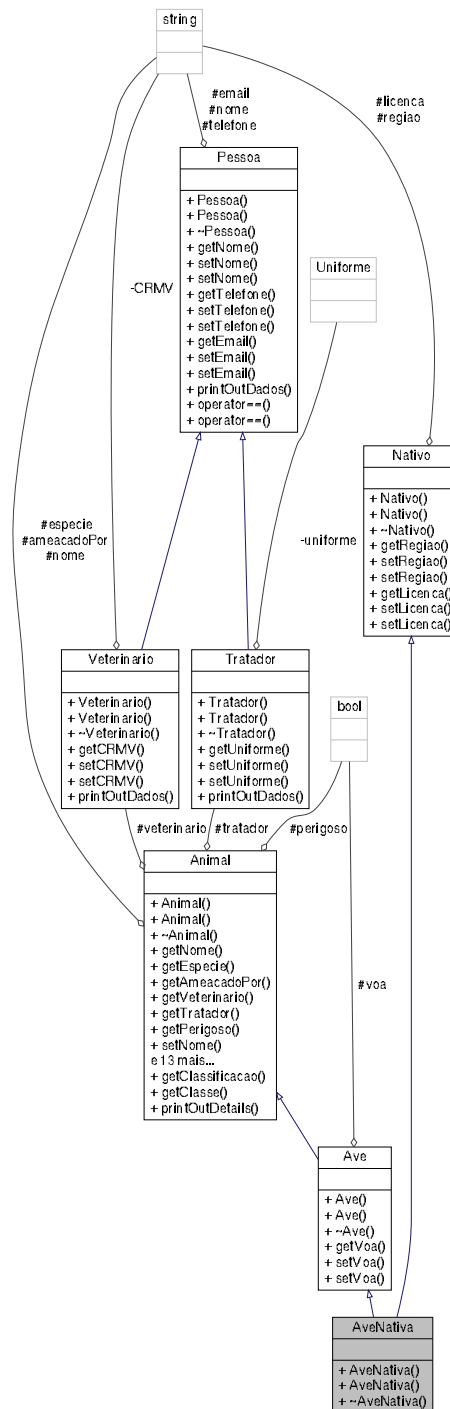 string
#email
#nome
#telefone
#licenca
#regiao
Pessoa
+ Pessoa()
+ Pessoa()
+ ~Pessoa()
+ getNome()
+ setNome()
+ setNome()
+ getTelefone()
+ setTelefone()
+ setTelefone()
+ getEmail()
+ setEmail()
+ setEmail()
+ printOutDados()
+ operator==()
+ operator==()
-CRMV
Uniforme
Nativo
+ Nativo()
+ Nativo()
+ ~Nativo()
+ getRegiao()
+ setRegiao()
+ setRegiao()
+ getLicenca()
+ setLicenca()
+ setLicenca()
#especie
#ameacadoPor
#nome
-uniforme
Veterinario
+ Veterinario()
+ Veterinario()
+ ~Veterinario()
+ getCRMV()
+ setCRMV()
+ setCRMV()
+ printOutDados()
Tratador
+ Tratador()
+ Tratador()
+ ~Tratador()
+ getUniforme()
+ setUniforme()
+ setUniforme()
+ printOutDados()
bool
#veterinario
#tratador
#perigoso
Animal
+ Animal()
+ Animal()
+ ~Animal()
+ getNome()
+ getEspecie()
+ getAmeacadoPor()
+ getVeterinario()
+ getTratador()
+ getPerigoso()
+ setNome()
e 13 mais...
+ getClassificacao()
+ getClasse()
+ printOutDetails()
#voa
Ave
+ Ave()
+ Ave()
+ ~Ave()
+ getVoa()
+ setVoa()
+ setVoa()
AveNativa
+ AveNativa()
+ AveNativa()
+ ~AveNativa()